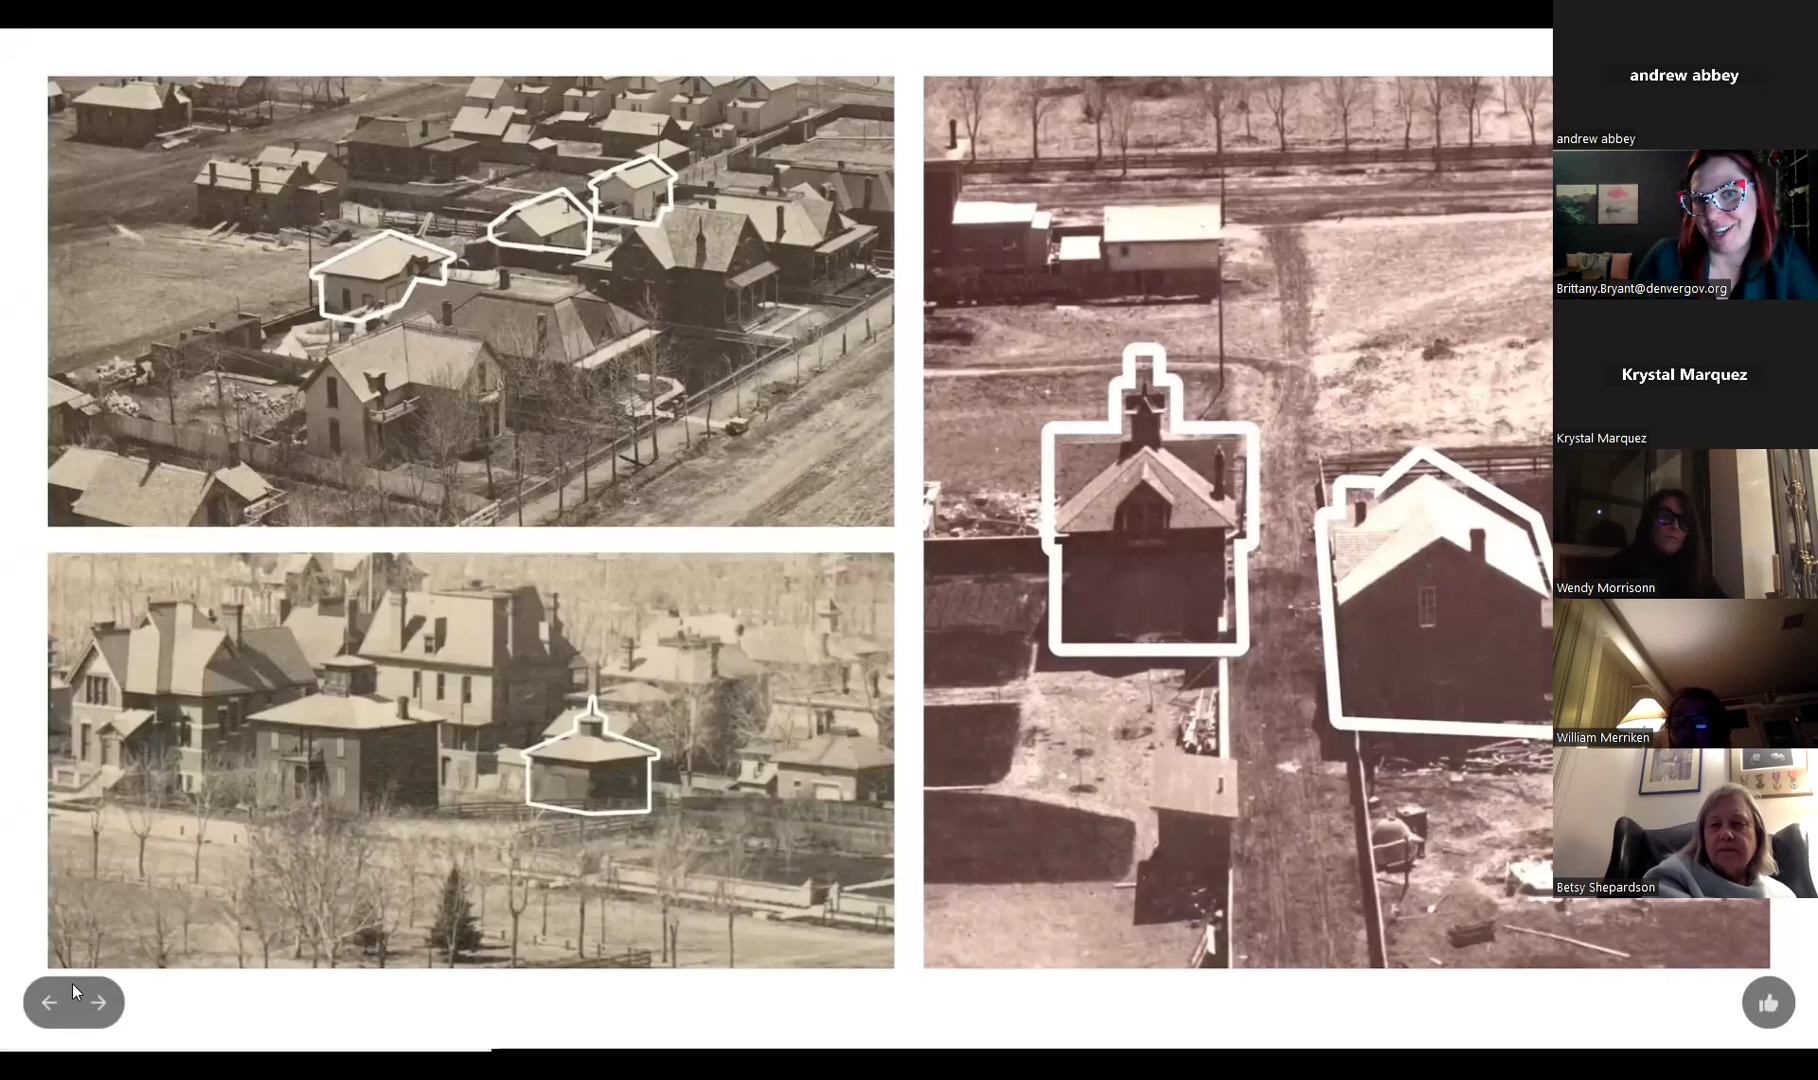 andrew abbey
andrew abbey
Brittany.Bryant@denvergov.org
Krystal Marquez
Krystal Marquez
Wendy Morrisonn
William Merriken
Betsy Shepardson